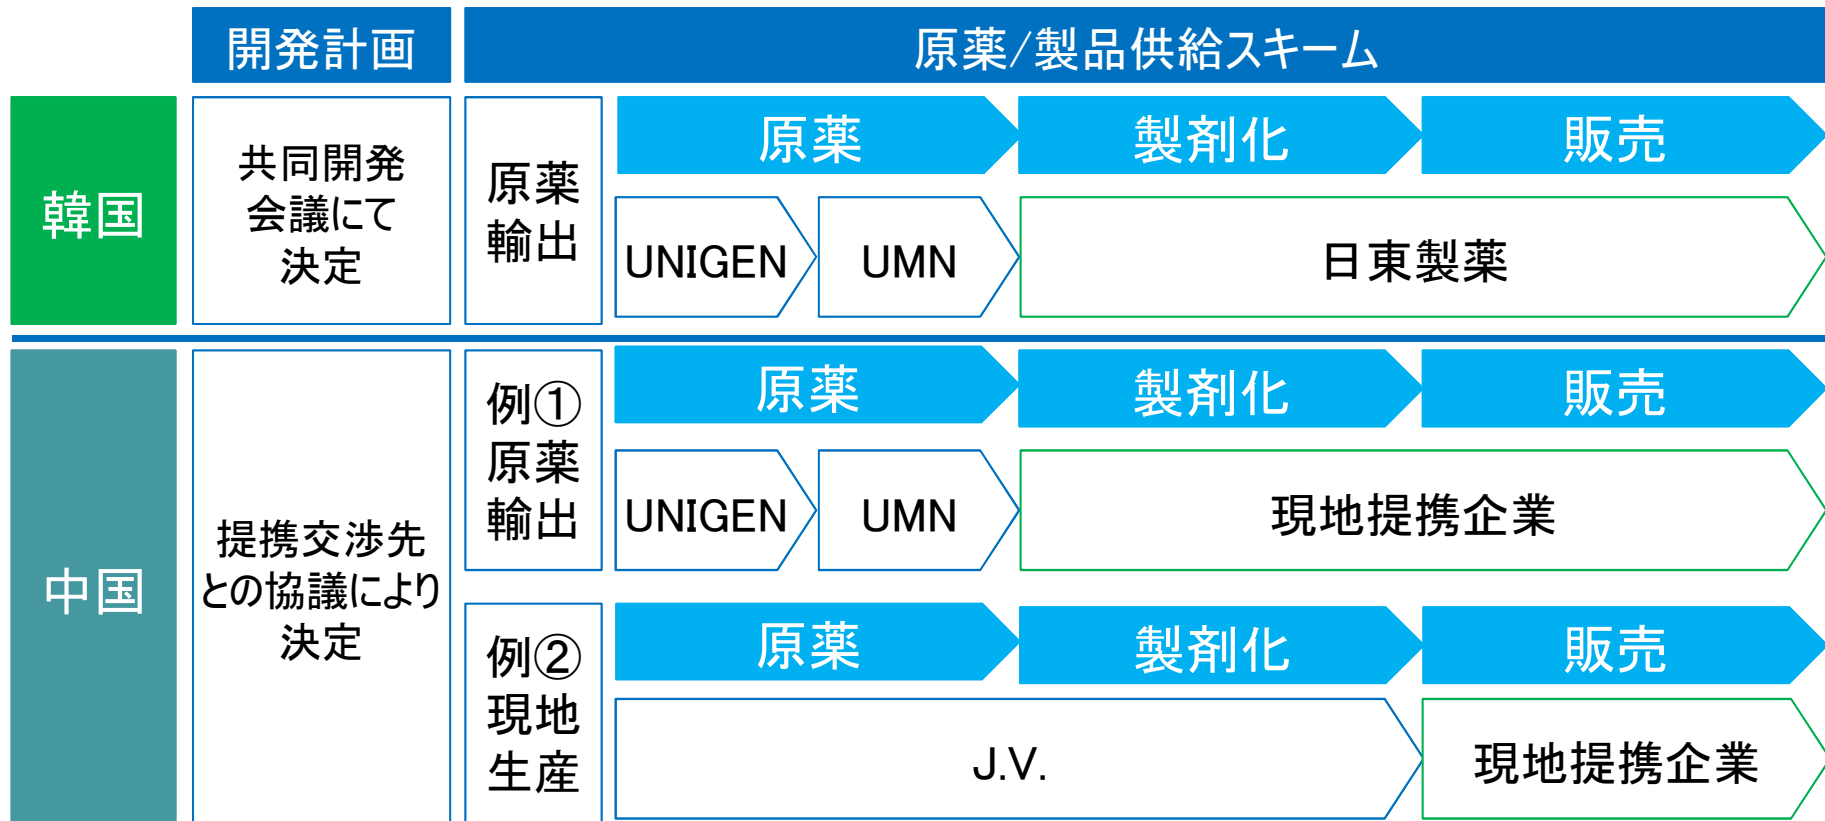 開発計画
原薬/製品供給スキーム
韓国
共同開発
会議にて
決定
原薬
輸出
原薬
製剤化
販売
UNIGEN
UMN
日東製薬
中国
提携交渉先
との協議により
決定
例①
原薬
輸出
原薬
製剤化
販売
UNIGEN
UMN
現地提携企業
例②
現地
生産
原薬
製剤化
販売
J.V.
現地提携企業